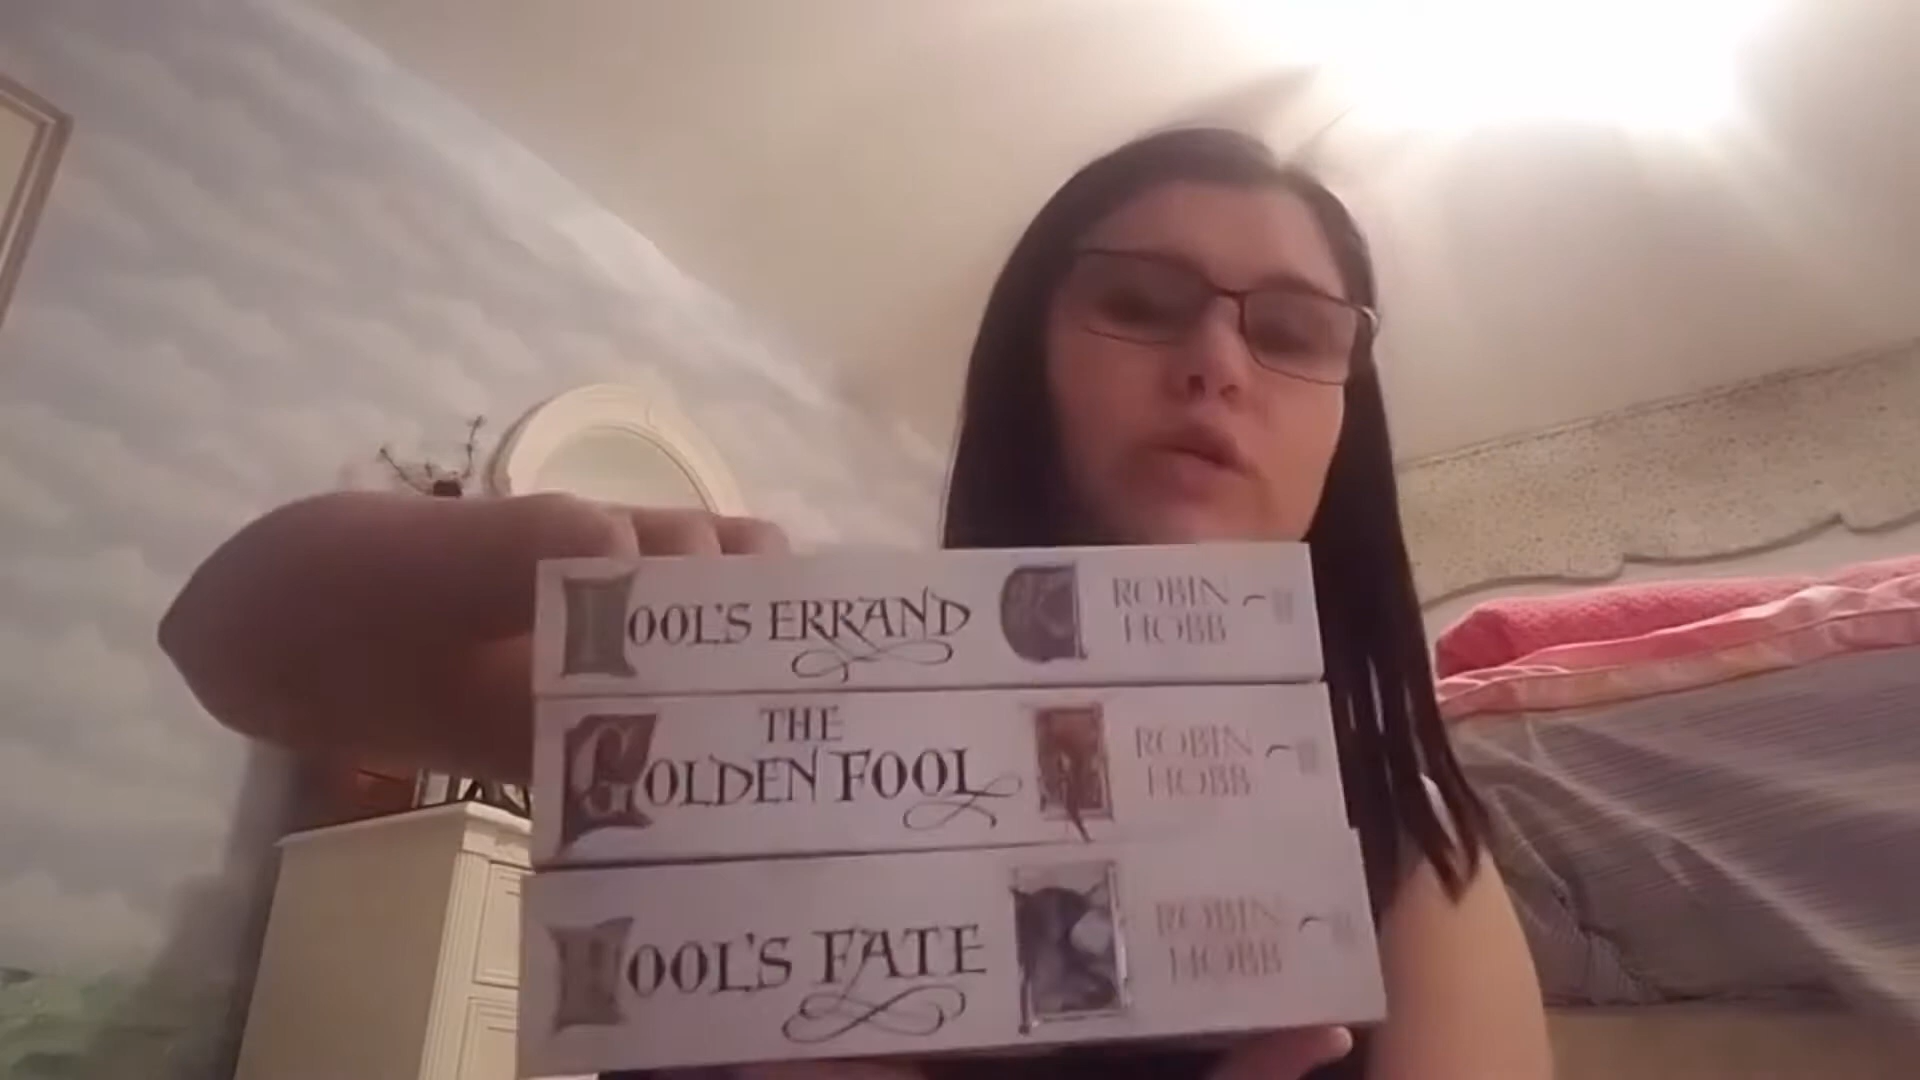 FOOL'S ERRAND
ROBIN
HOBB
THE
GOLDEN FOOL
ROBIN
HOBB
FOOL'S FATE
ROBIN
HOBB